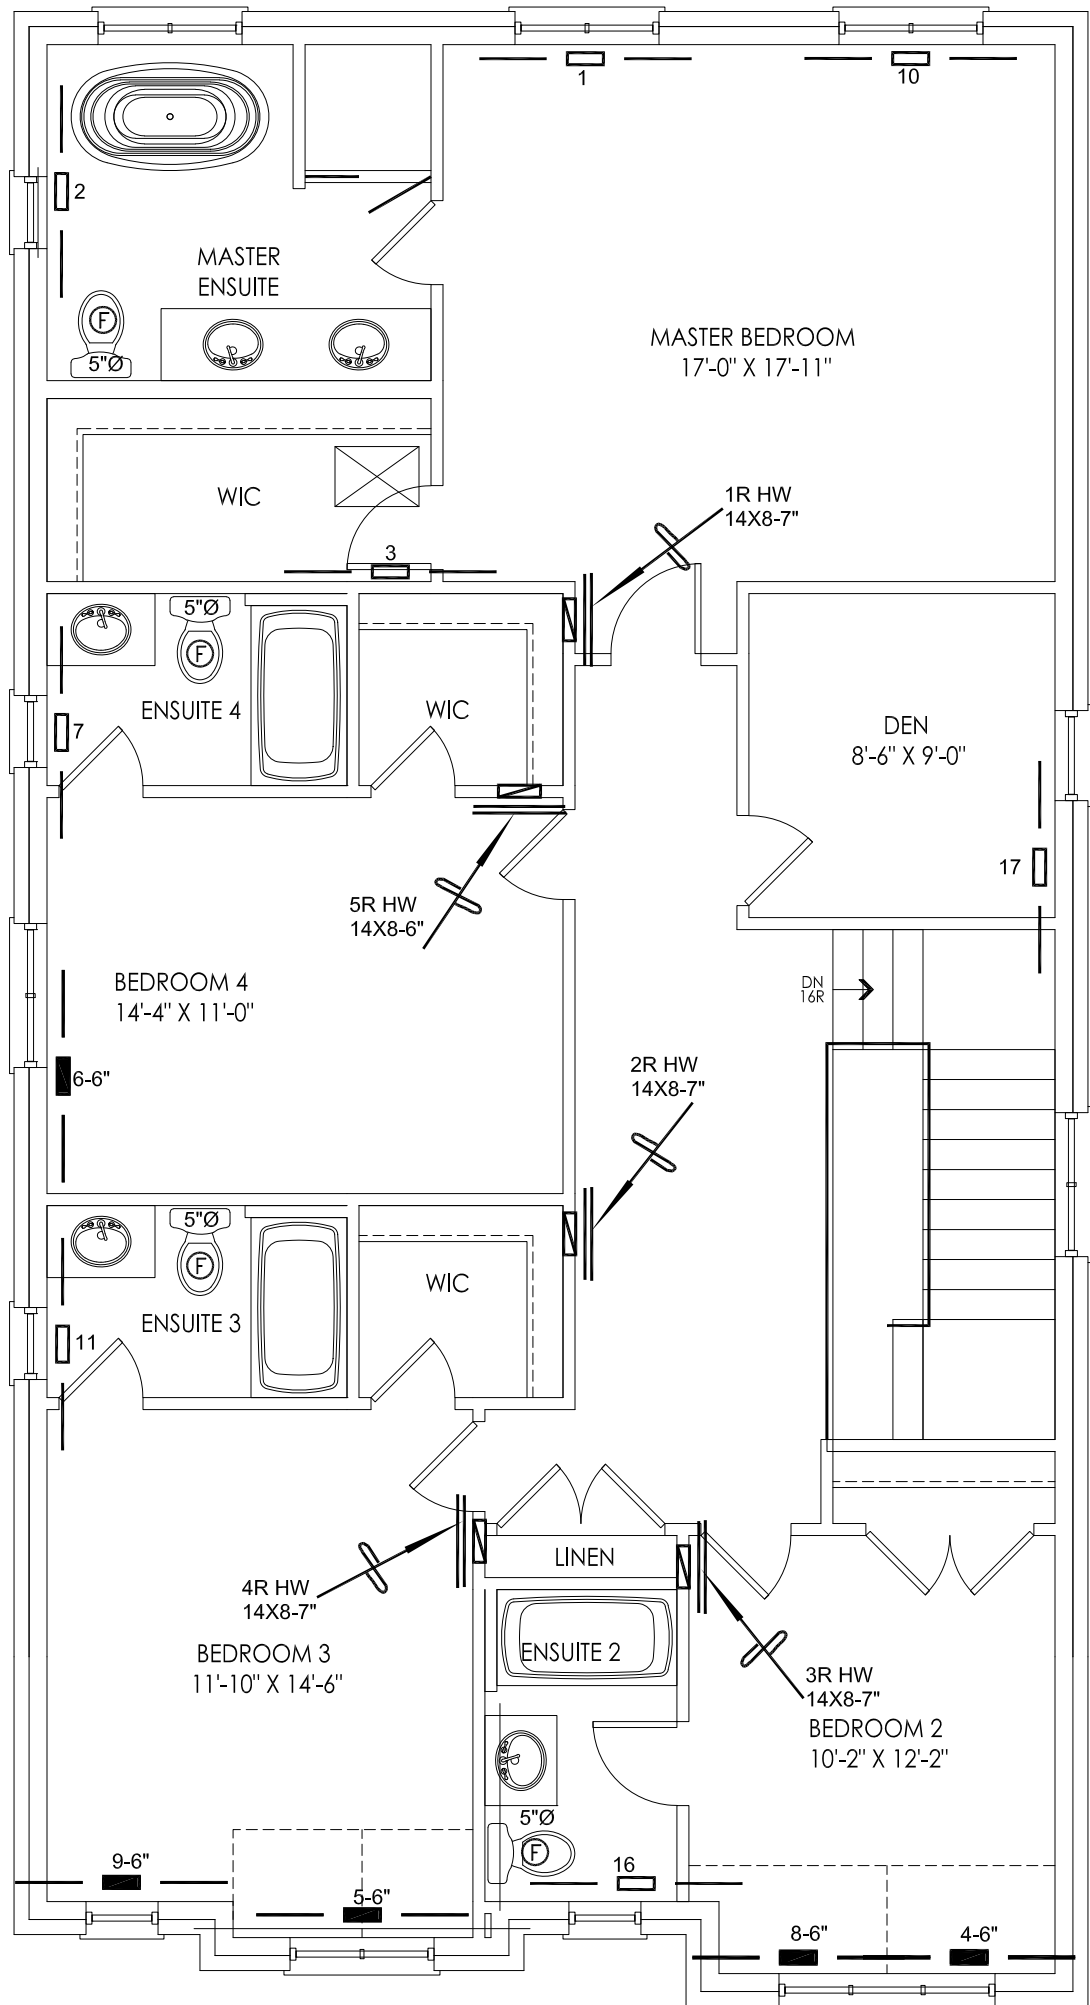 1
10
2
MASTER
ENSUITE
F
5"Ø
MASTER BEDROOM
17'-0" X 17'-11"
WIC
1R HW
14X8-7"
3
5"Ø
F
ENSUITE 4
WIC
7
DEN
8'-6" X 9'-0"
17
5R HW
14X8-6"
BEDROOM 4
14'-4" X 11'-0"
DN
16R
6-6"
2R HW
14X8-7"
5"Ø
F
ENSUITE 3
WIC
11
LINEN
4R HW
14X8-7"
BEDROOM 3
11'-10" X 14'-6"
ENSUITE 2
3R HW
14X8-7"
BEDROOM 2
10'-2" X 12'-2"
5"Ø
F
16
9-6"
5-6"
8-6"
4-6"